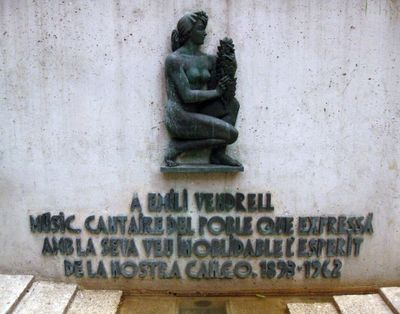 A EMILI VENDRELL
MÚSIC, CANTAIRE DEL POBLE QUE EXPRESSÀ
AMB LA SEVA VEU INOBLIDABLE L'ESPERIT
DE LA NOSTRA CANÇO. 1893-1962